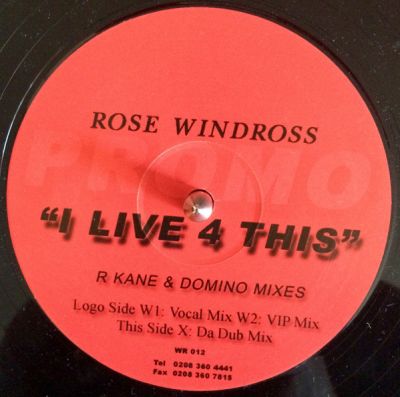 ROSE WINDROSS
PROMO
“I LIVE 4 THIS”
R KANE & DOMINO MIXES
Logo Side W1: Vocal Mix W2: VIP Mix
This Side X: Da Dub Mix
WR 012
Tel 0208 360 4441
Fax 0208 360 7815